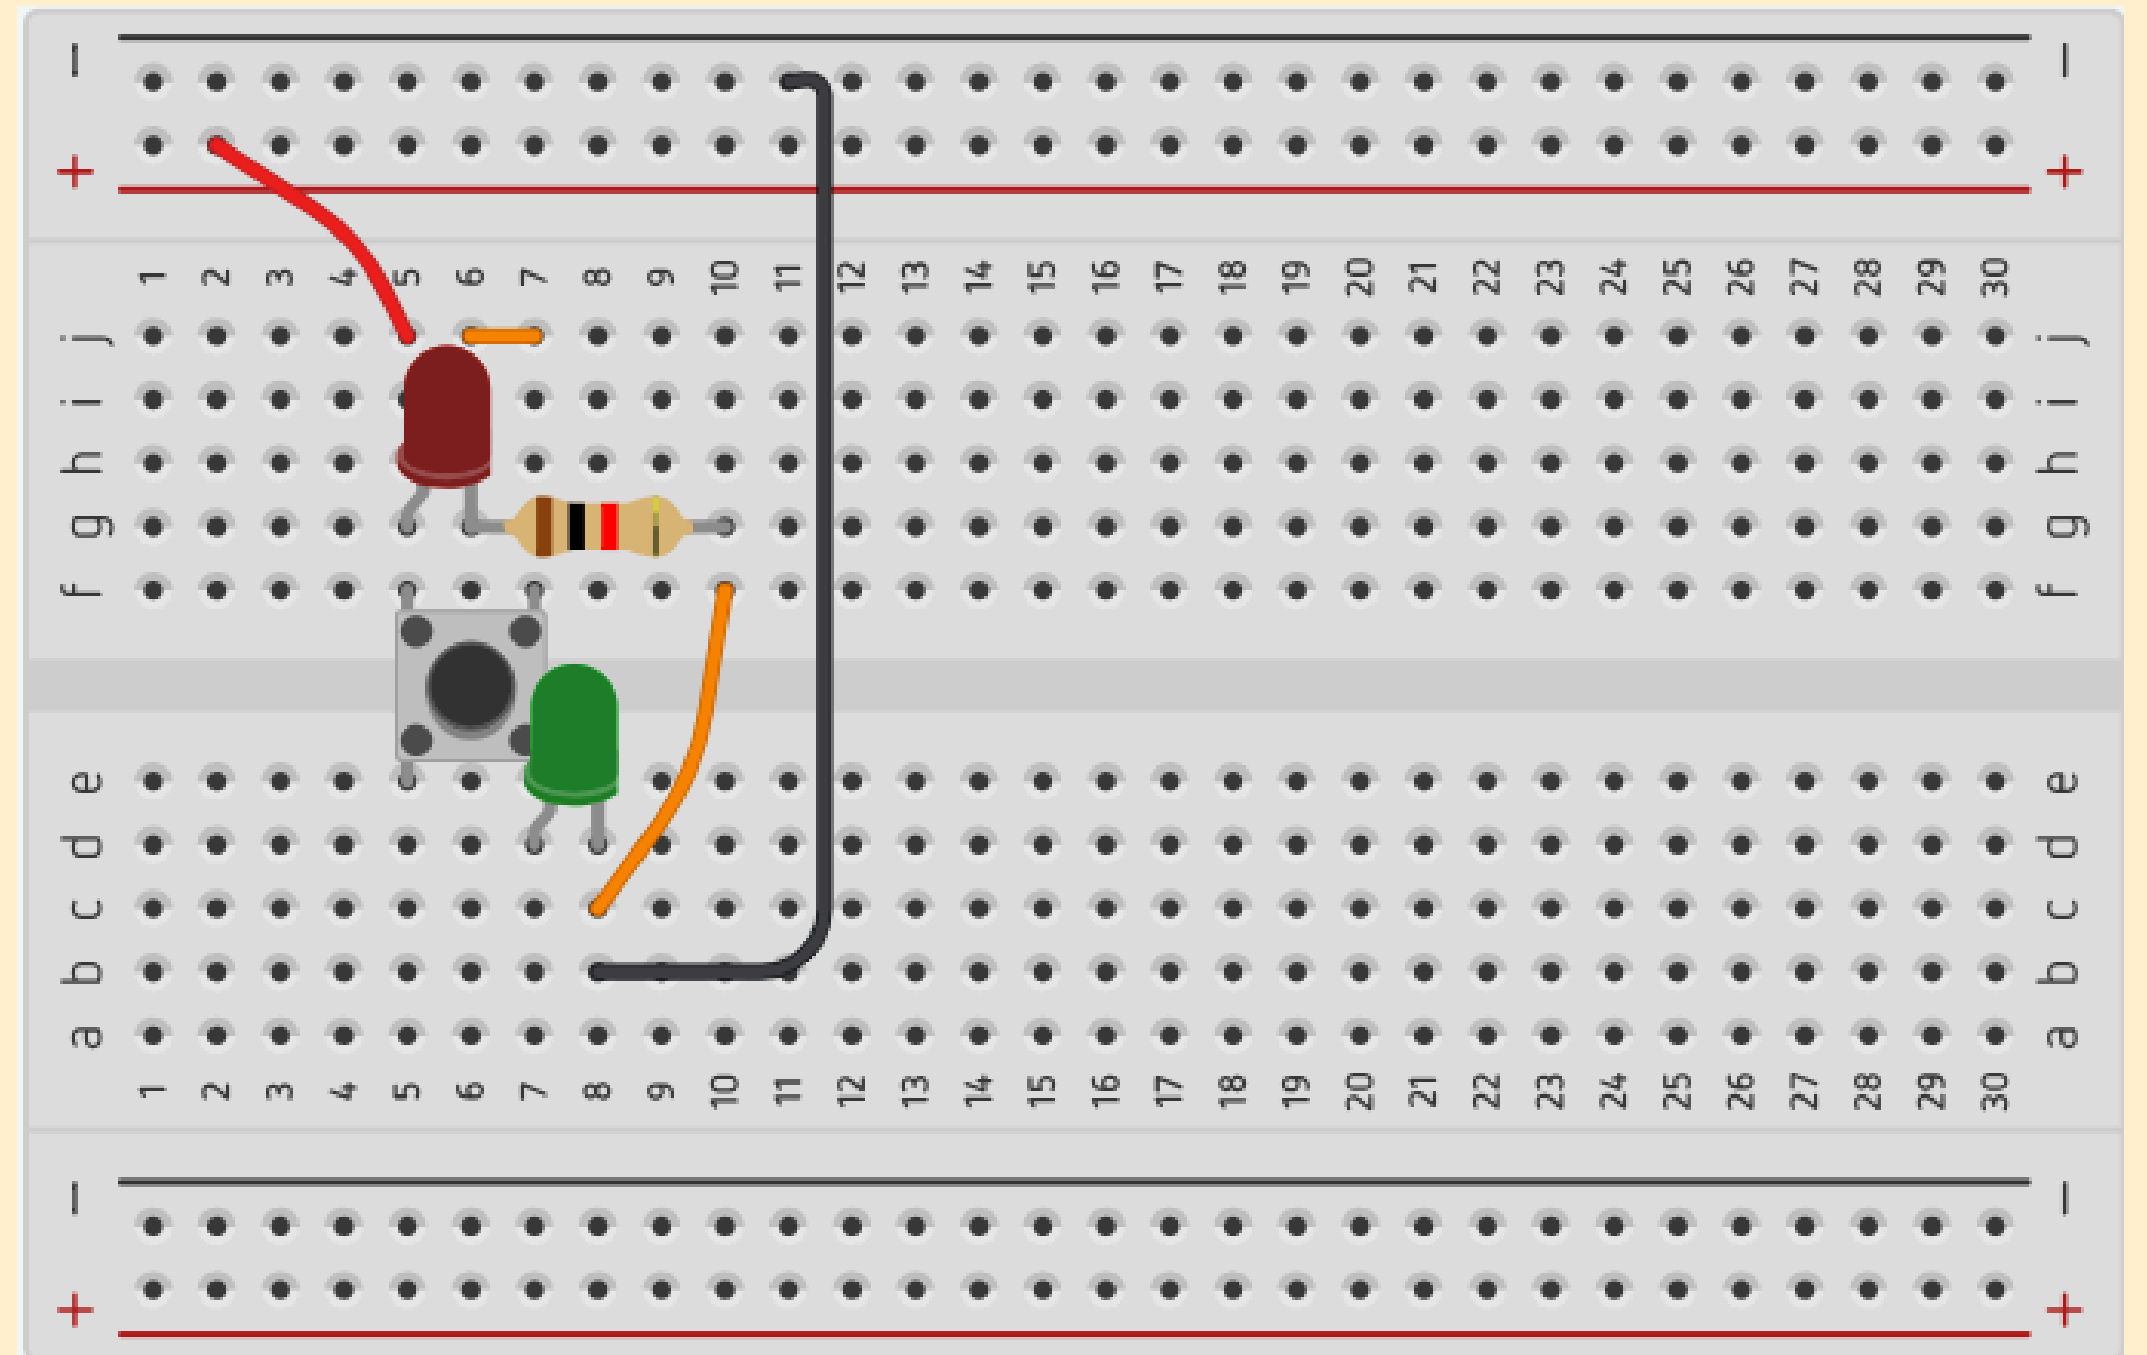 − −
+ +
1 2 3 4 5 6 7 8 9 10 11 12 13 14 15 16 17 18 19 20 21 22 23 24 25 26 27 28 29 30
j j
i i
h h
g g
f f
e e
d d
c c
b b
a a
1 2 3 4 5 6 7 8 9 10 11 12 13 14 15 16 17 18 19 20 21 22 23 24 25 26 27 28 29 30
− −
+ +